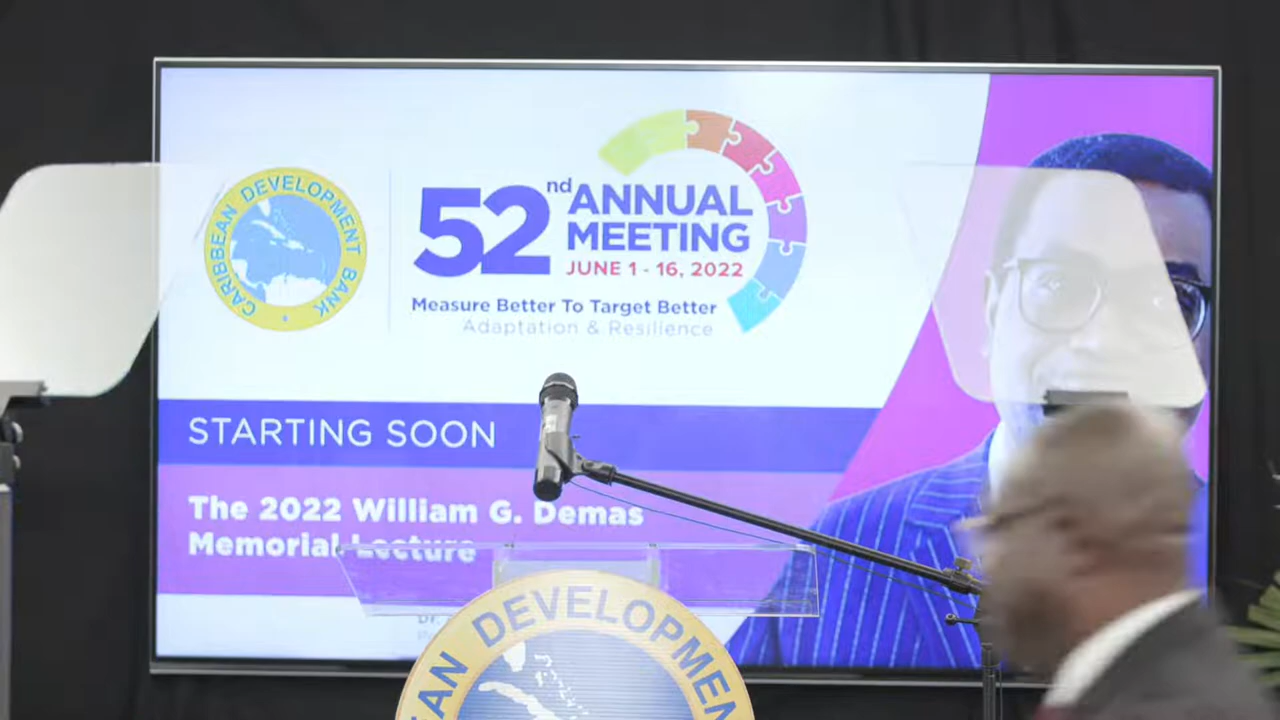 CARIBBEAN DEVELOPMENT BANK
52nd ANNUAL
MEETING
JUNE 1 - 16, 2022
Measure Better To Target Better
Adaptation & Resilience
STARTING SOON
The 2022 William G. Demas
Memorial Lecture
DEVELOPMEN